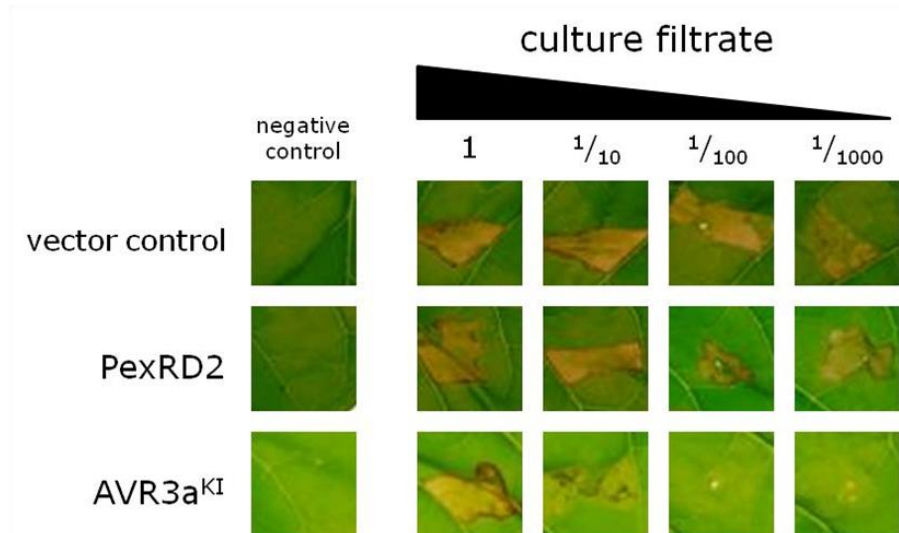 culture filtrate
negative
control
1
1/10
1/100
1/1000
vector control
PexRD2
AVR3aᴷᴵ